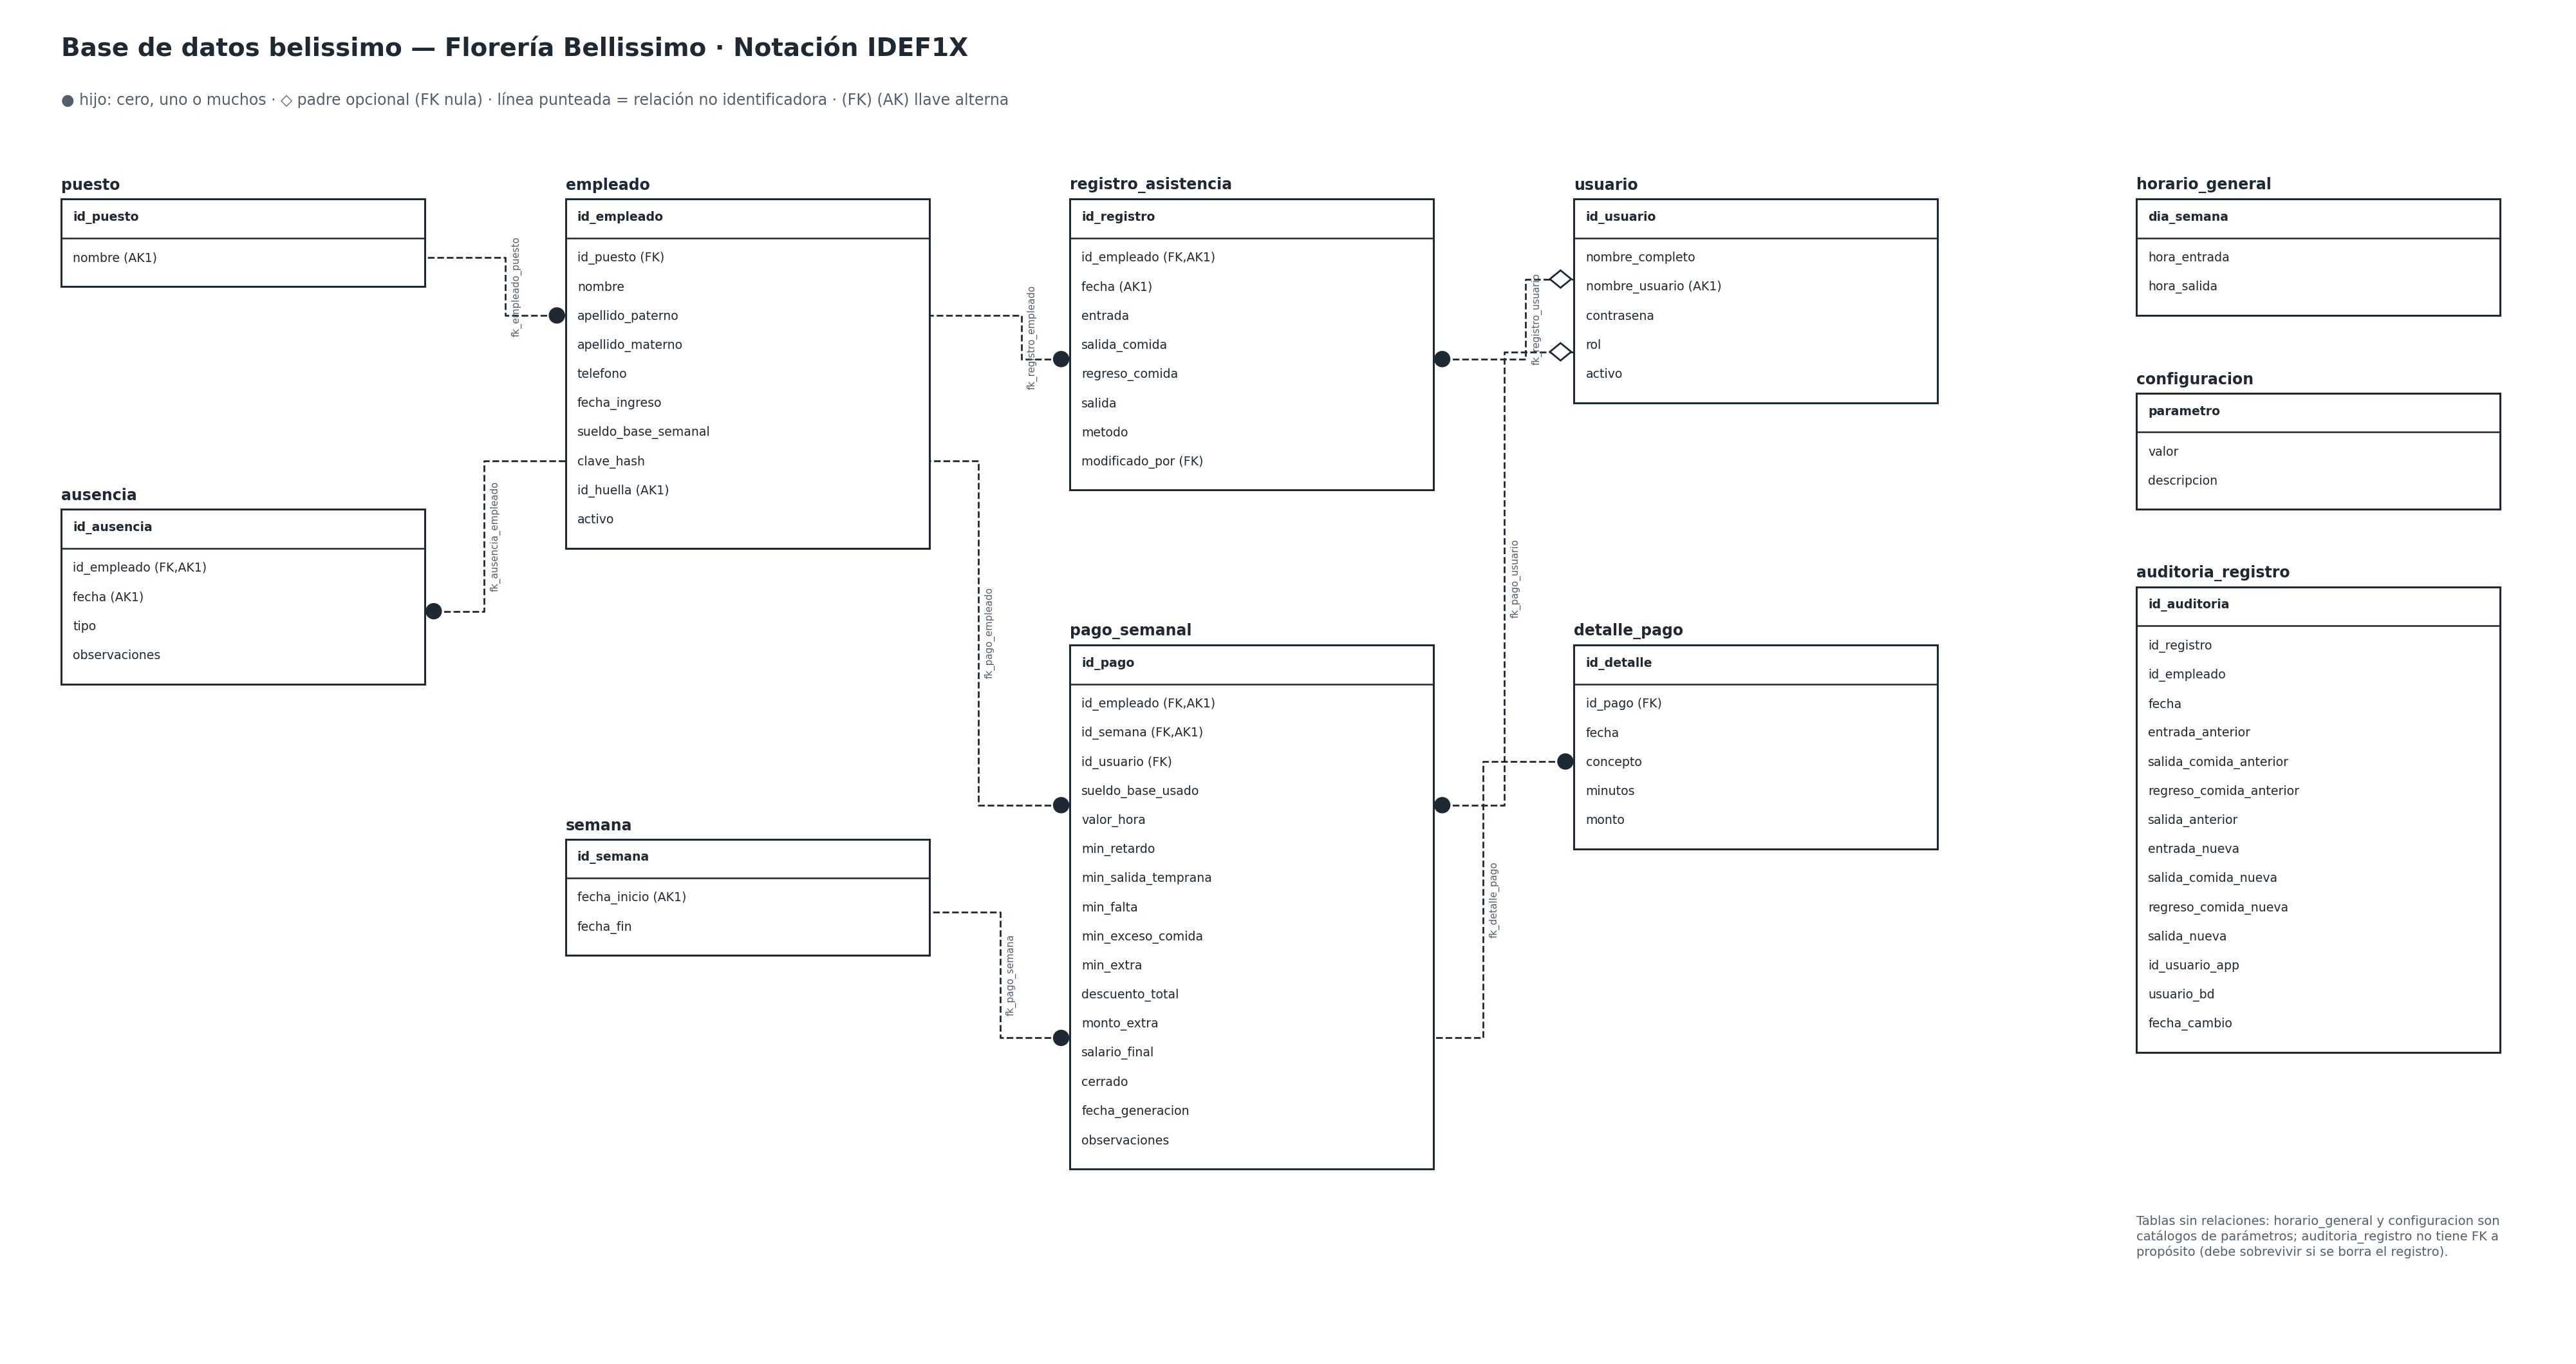 Base de datos belissimo — Florería Bellissimo · Notación IDEF1X
● hijo: cero, uno o muchos · ◇ padre opcional (FK nula) · línea punteada = relación no identificadora · (FK) (AK) llave alterna
puesto
id_puesto
nombre (AK1)
fk_empleado_puesto
empleado
id_empleado
id_puesto (FK)
nombre
apellido_paterno
apellido_materno
telefono
fecha_ingreso
sueldo_base_semanal
clave_hash
id_huella (AK1)
activo
fk_registro_empleado
registro_asistencia
id_registro
id_empleado (FK,AK1)
fecha (AK1)
entrada
salida_comida
regreso_comida
salida
metodo
modificado_por (FK)
fk_registro_usuario
usuario
id_usuario
nombre_completo
nombre_usuario (AK1)
contrasena
rol
activo
horario_general
dia_semana
hora_entrada
hora_salida
configuracion
parametro
valor
descripcion
ausencia
id_ausencia
id_empleado (FK,AK1)
fecha (AK1)
tipo
observaciones
fk_ausencia_empleado
fk_pago_empleado
semana
id_semana
fecha_inicio (AK1)
fecha_fin
fk_pago_semana
pago_semanal
id_pago
id_empleado (FK,AK1)
id_semana (FK,AK1)
id_usuario (FK)
sueldo_base_usado
valor_hora
min_retardo
min_salida_temprana
min_falta
min_exceso_comida
min_extra
descuento_total
monto_extra
salario_final
cerrado
fecha_generacion
observaciones
fk_pago_usuario
fk_detalle_pago
detalle_pago
id_detalle
id_pago (FK)
fecha
concepto
minutos
monto
auditoria_registro
id_auditoria
id_registro
id_empleado
fecha
entrada_anterior
salida_comida_anterior
regreso_comida_anterior
salida_anterior
entrada_nueva
salida_comida_nueva
regreso_comida_nueva
salida_nueva
id_usuario_app
usuario_bd
fecha_cambio
Tablas sin relaciones: horario_general y configuracion son
catálogos de parámetros; auditoria_registro no tiene FK a
propósito (debe sobrevivir si se borra el registro).